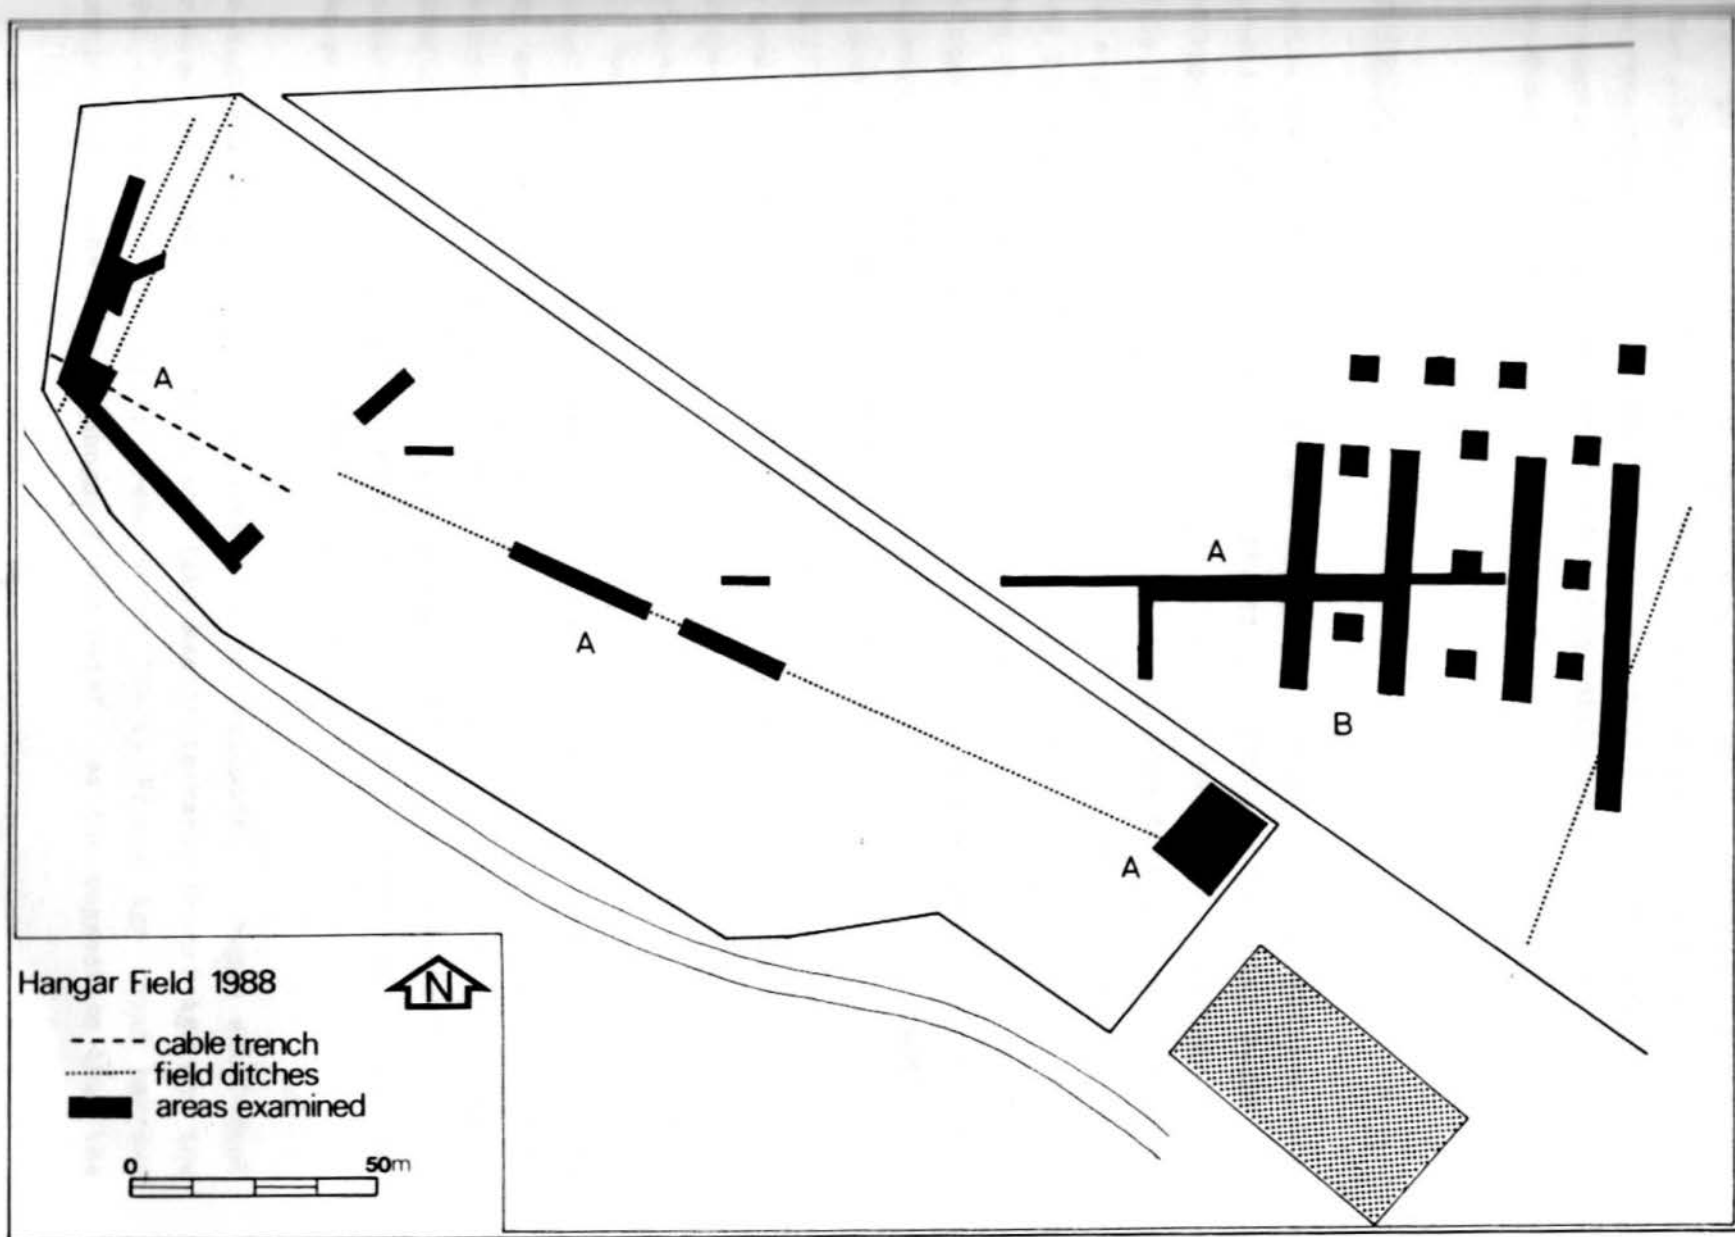 A
A
A
B
A
Hangar Field 1988
N
cable trench
field ditches
areas examined
0 50m